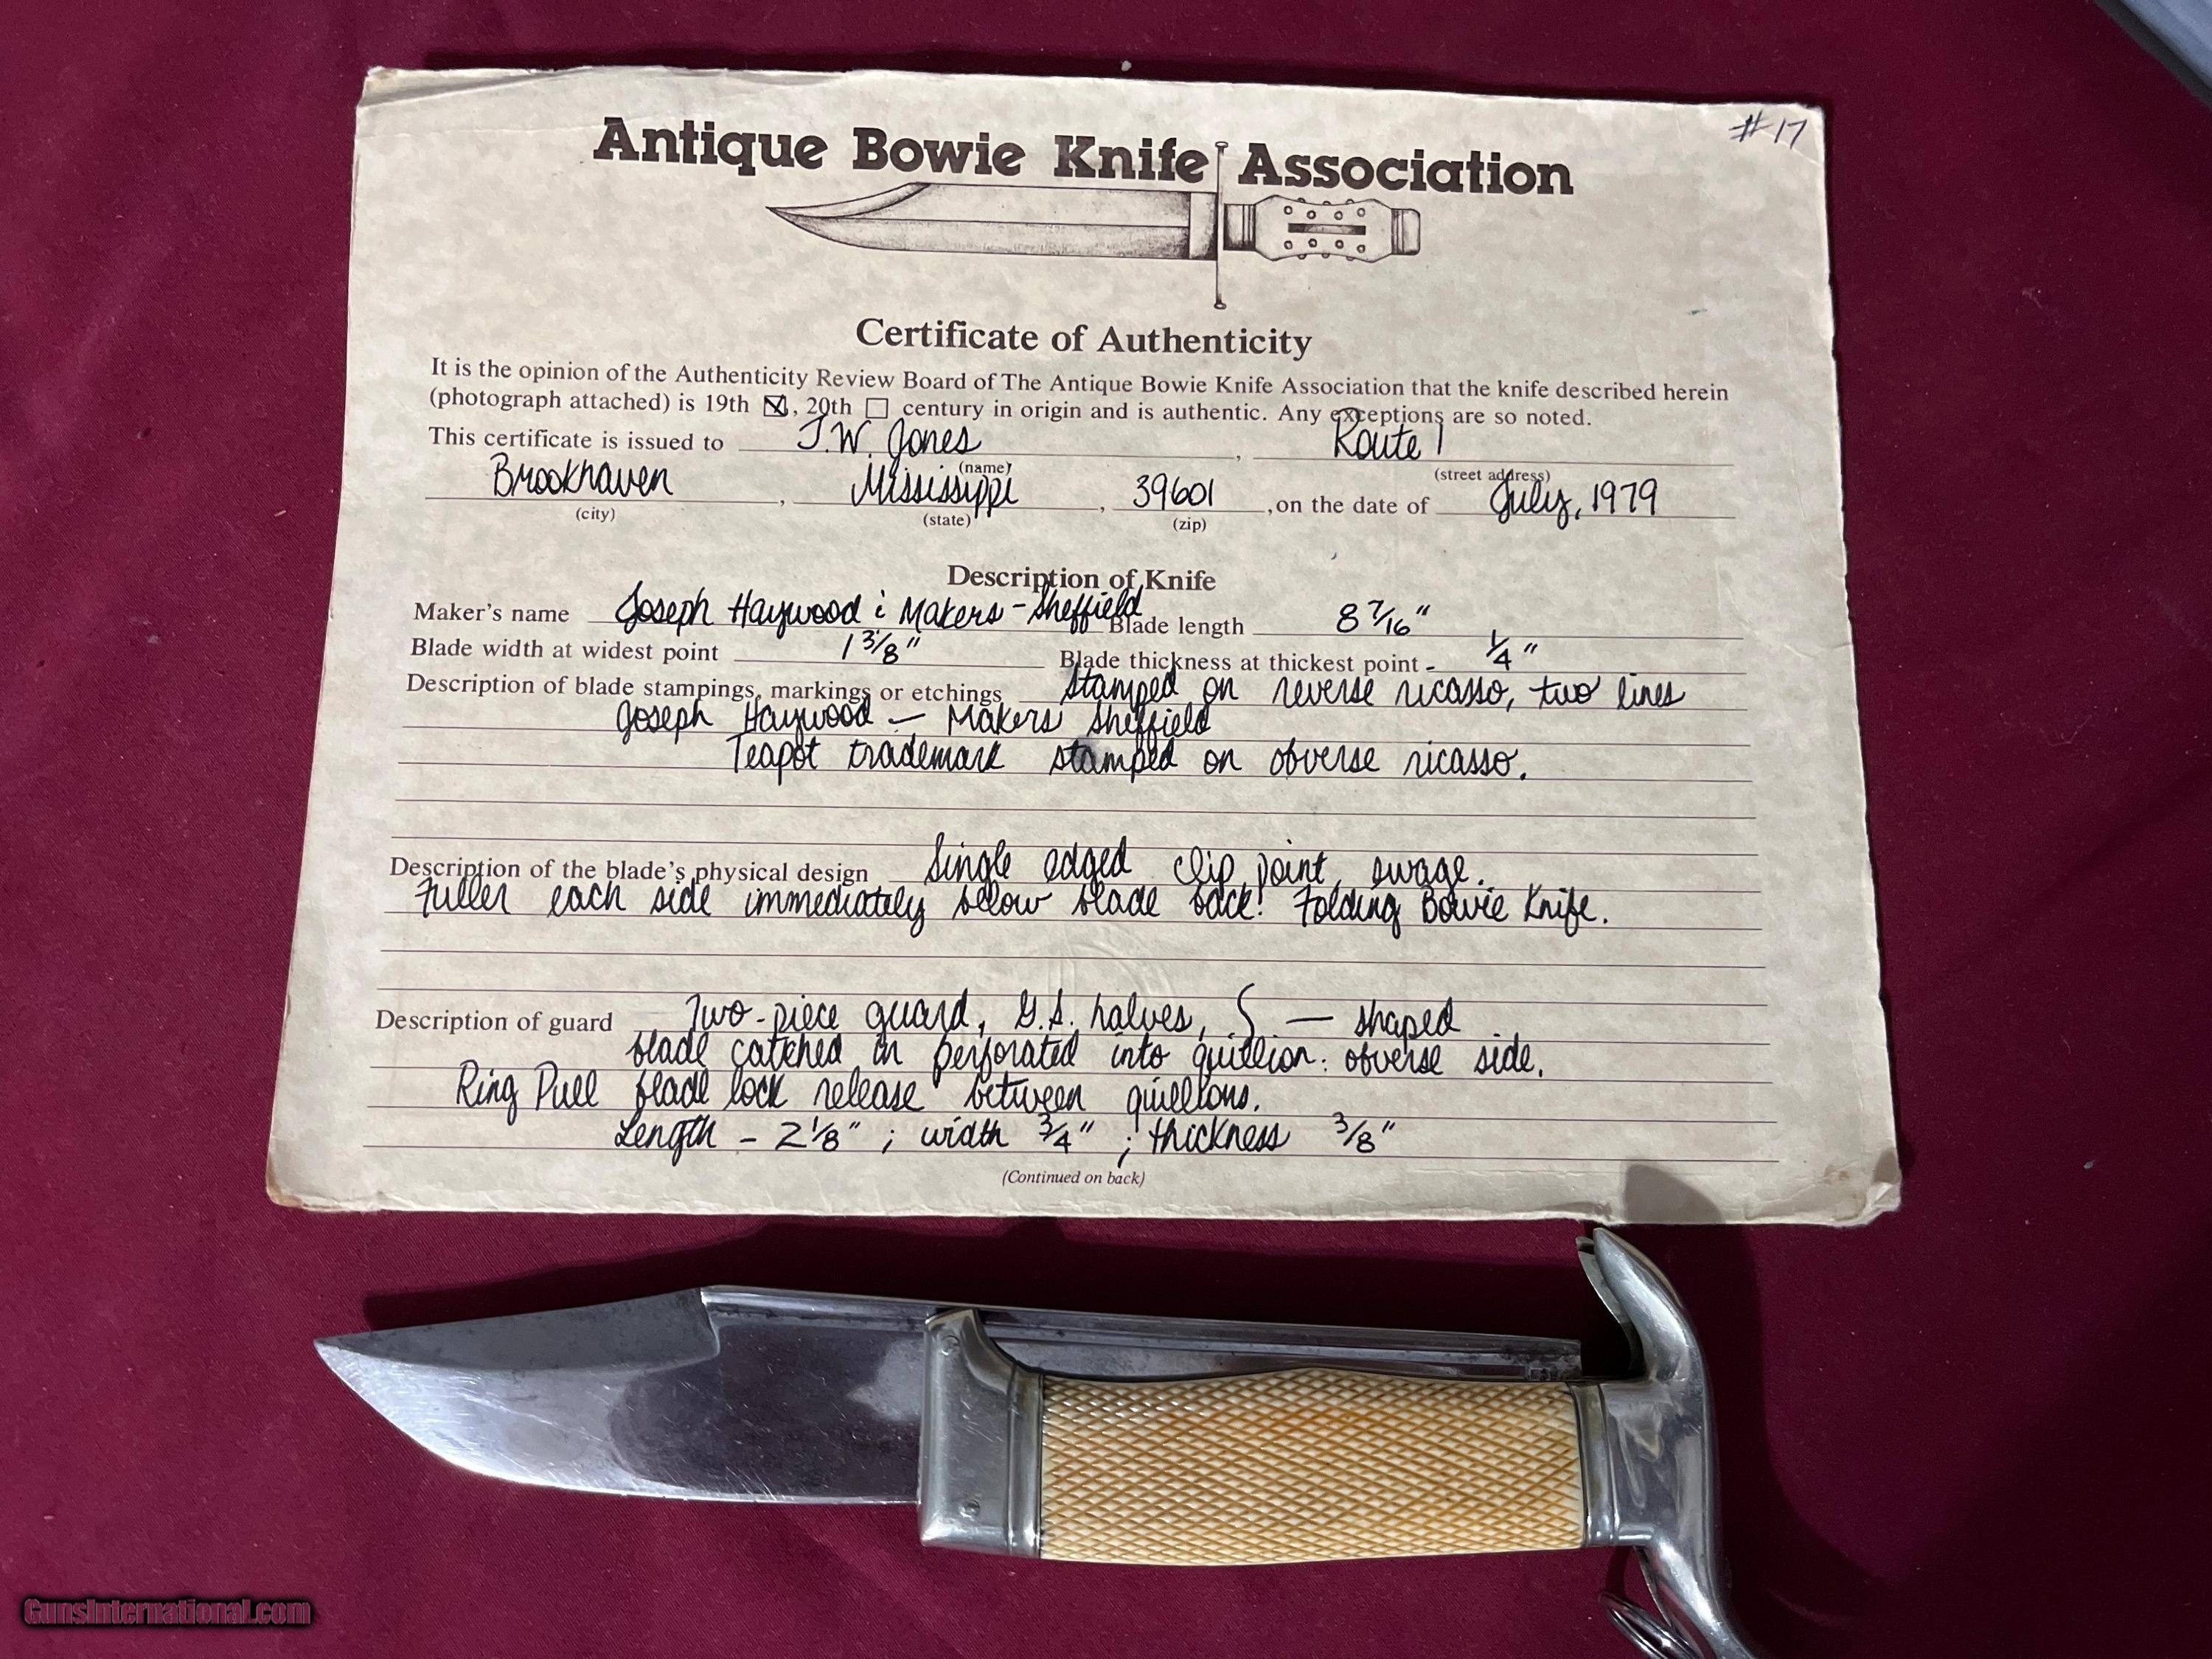 #17
Antique Bowie Knife Association
Certificate of Authenticity
It is the opinion of the Authenticity Review Board of The Antique Bowie Knife Association that the knife described herein
(photograph attached) is 19th ☒, 20th ☐ century in origin and is authentic. Any exceptions are so noted.
This certificate is issued to J.W. Jones, Route 1
(name) (street address)
Brookhaven, Mississippi, 39601, on the date of July, 1979
(city) (state) (zip)
Description of Knife
Maker's name Joseph Haywood & Makers - Sheffield Blade length 8 7/16"
Blade width at widest point 1 3/8" Blade thickness at thickest point - 1/4"
Description of blade stampings, markings or etchings Stamped on reverse ricasso, two lines
Joseph Haywood — Makers Sheffield
Teapot trademark stamped on obverse ricasso.
Description of the blade's physical design Single edged clip point, swage.
Fuller each side immediately below blade back! Folding Bowie Knife.
Description of guard Two-piece guard, G.S. halves, S — shaped
blade catched in perforated into quillion: obverse side.
Ring Pull blade lock release between quillons.
Length - 2 1/8" ; width 3/4" ; thickness 3/8"
(Continued on back)
GunsInternational.com